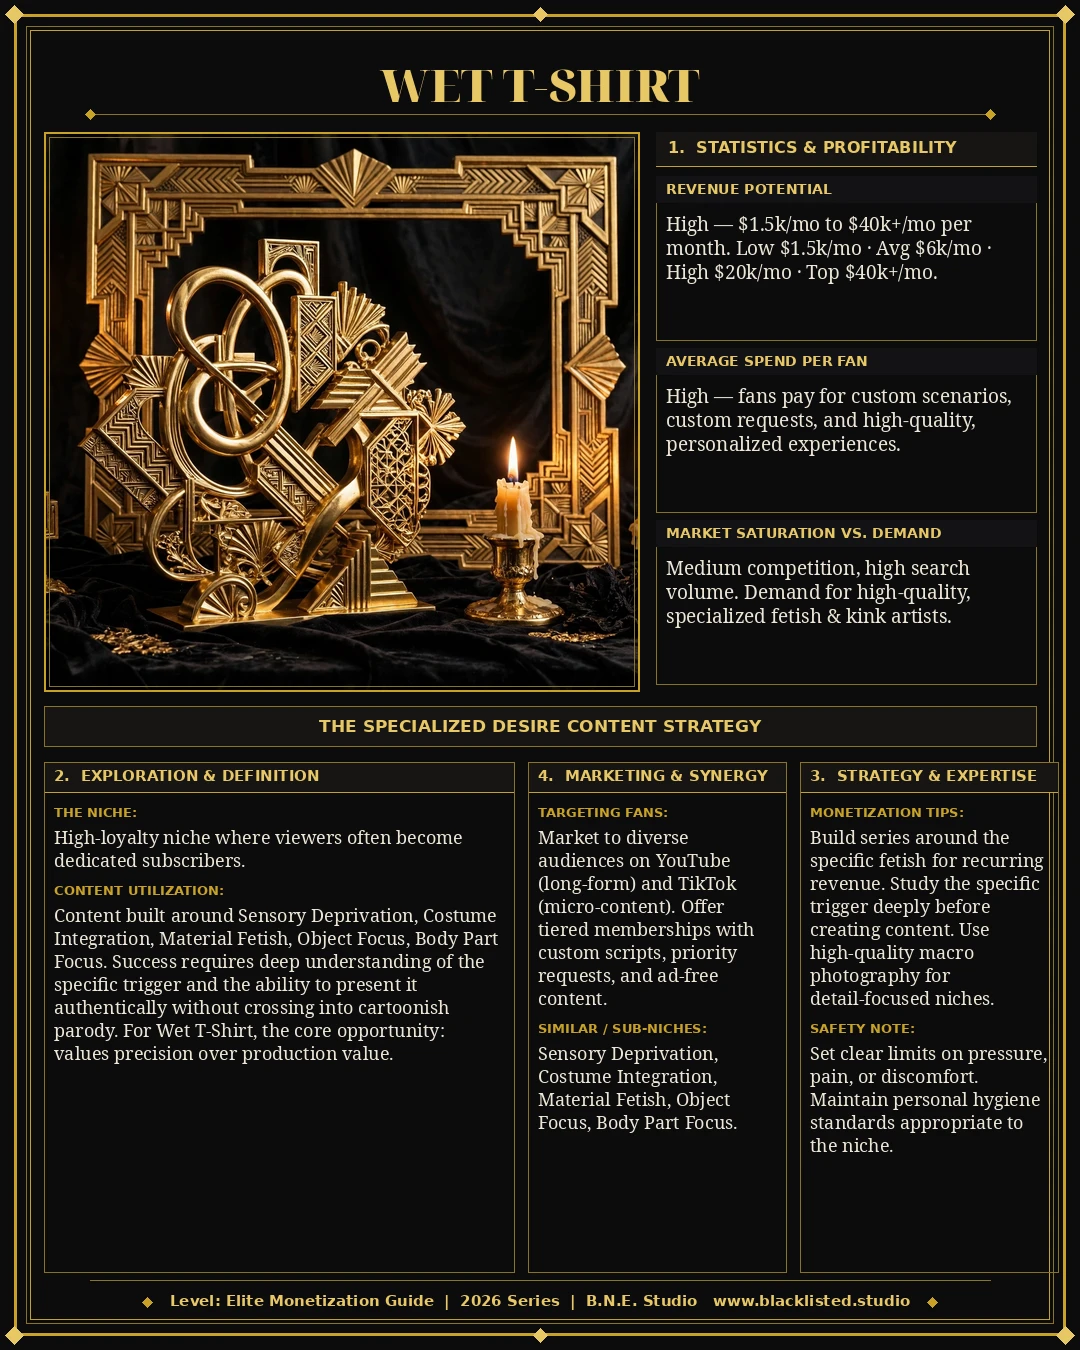 WET T-SHIRT
1. STATISTICS & PROFITABILITY
REVENUE POTENTIAL
High — $1.5k/mo to $40k+/mo per
month. Low $1.5k/mo · Avg $6k/mo ·
High $20k/mo · Top $40k+/mo.
AVERAGE SPEND PER FAN
High — fans pay for custom scenarios,
custom requests, and high-quality,
personalized experiences.
MARKET SATURATION VS. DEMAND
Medium competition, high search
volume. Demand for high-quality,
specialized fetish & kink artists.
THE SPECIALIZED DESIRE CONTENT STRATEGY
2. EXPLORATION & DEFINITION
THE NICHE:
High-loyalty niche where viewers often become
dedicated subscribers.
CONTENT UTILIZATION:
Content built around Sensory Deprivation, Costume
Integration, Material Fetish, Object Focus, Body Part
Focus. Success requires deep understanding of the
specific trigger and the ability to present it
authentically without crossing into cartoonish
parody. For Wet T-Shirt, the core opportunity:
values precision over production value.
4. MARKETING & SYNERGY
TARGETING FANS:
Market to diverse
audiences on YouTube
(long-form) and TikTok
(micro-content). Offer
tiered memberships with
custom scripts, priority
requests, and ad-free
content.
SIMILAR / SUB-NICHES:
Sensory Deprivation,
Costume Integration,
Material Fetish, Object
Focus, Body Part Focus.
3. STRATEGY & EXPERTISE
MONETIZATION TIPS:
Build series around the
specific fetish for recurring
revenue. Study the specific
trigger deeply before
creating content. Use
high-quality macro
photography for
detail-focused niches.
SAFETY NOTE:
Set clear limits on pressure,
pain, or discomfort.
Maintain personal hygiene
standards appropriate to
the niche.
Level: Elite Monetization Guide | 2026 Series | B.N.E. Studio www.blacklisted.studio